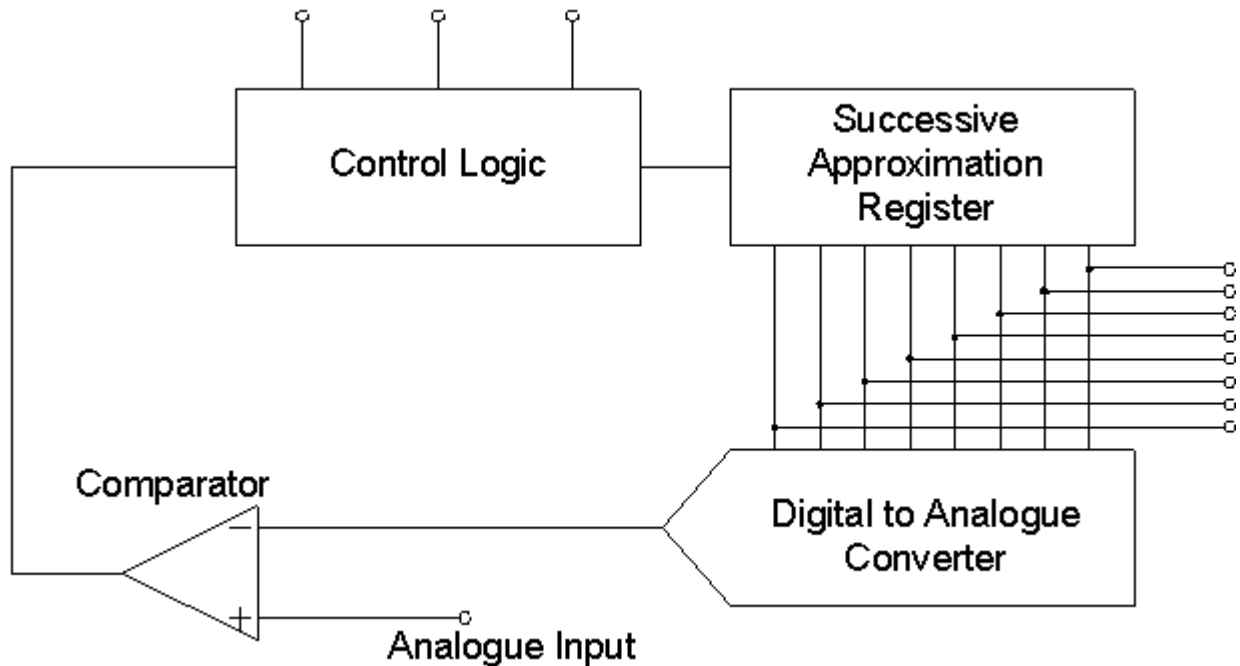 Control Logic
Successive
Approximation
Register
Comparator
Digital to Analogue
Converter
Analogue Input